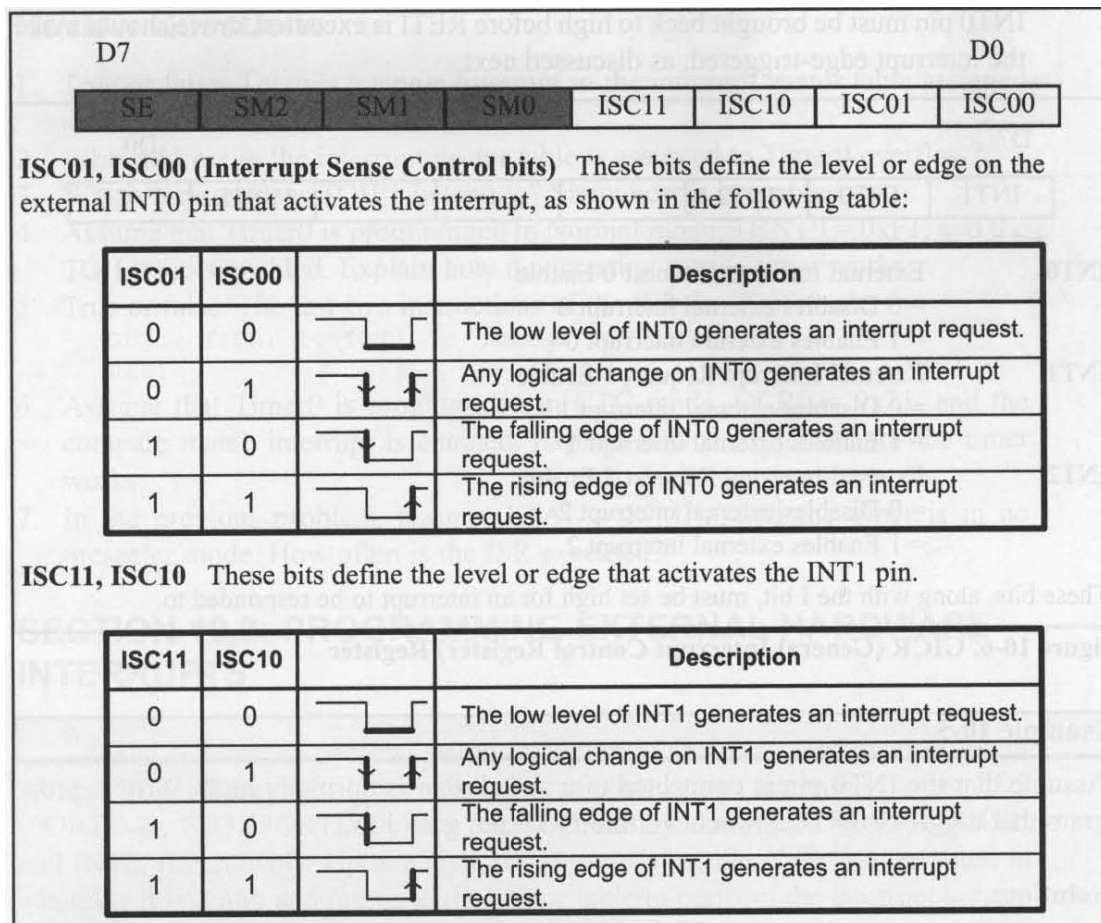 D7 D0
SE SM2 SM1 SM0 ISC11 ISC10 ISC01 ISC00
ISC01, ISC00 (Interrupt Sense Control bits) These bits define the level or edge on the
external INT0 pin that activates the interrupt, as shown in the following table:
ISC01 ISC00 Description
0 0 The low level of INT0 generates an interrupt request.
0 1 Any logical change on INT0 generates an interrupt
request.
1 0 The falling edge of INT0 generates an interrupt
request.
1 1 The rising edge of INT0 generates an interrupt
request.
ISC11, ISC10 These bits define the level or edge that activates the INT1 pin.
ISC11 ISC10 Description
0 0 The low level of INT1 generates an interrupt request.
0 1 Any logical change on INT1 generates an interrupt
request.
1 0 The falling edge of INT1 generates an interrupt
request.
1 1 The rising edge of INT1 generates an interrupt
request.